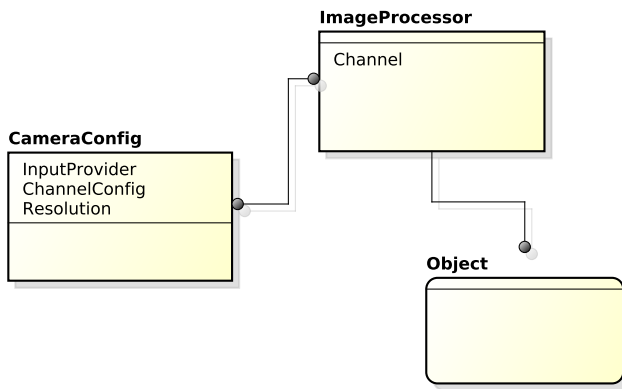 ImageProcessor
Channel
CameraConfig
InputProvider
ChannelConfig
Resolution
Object